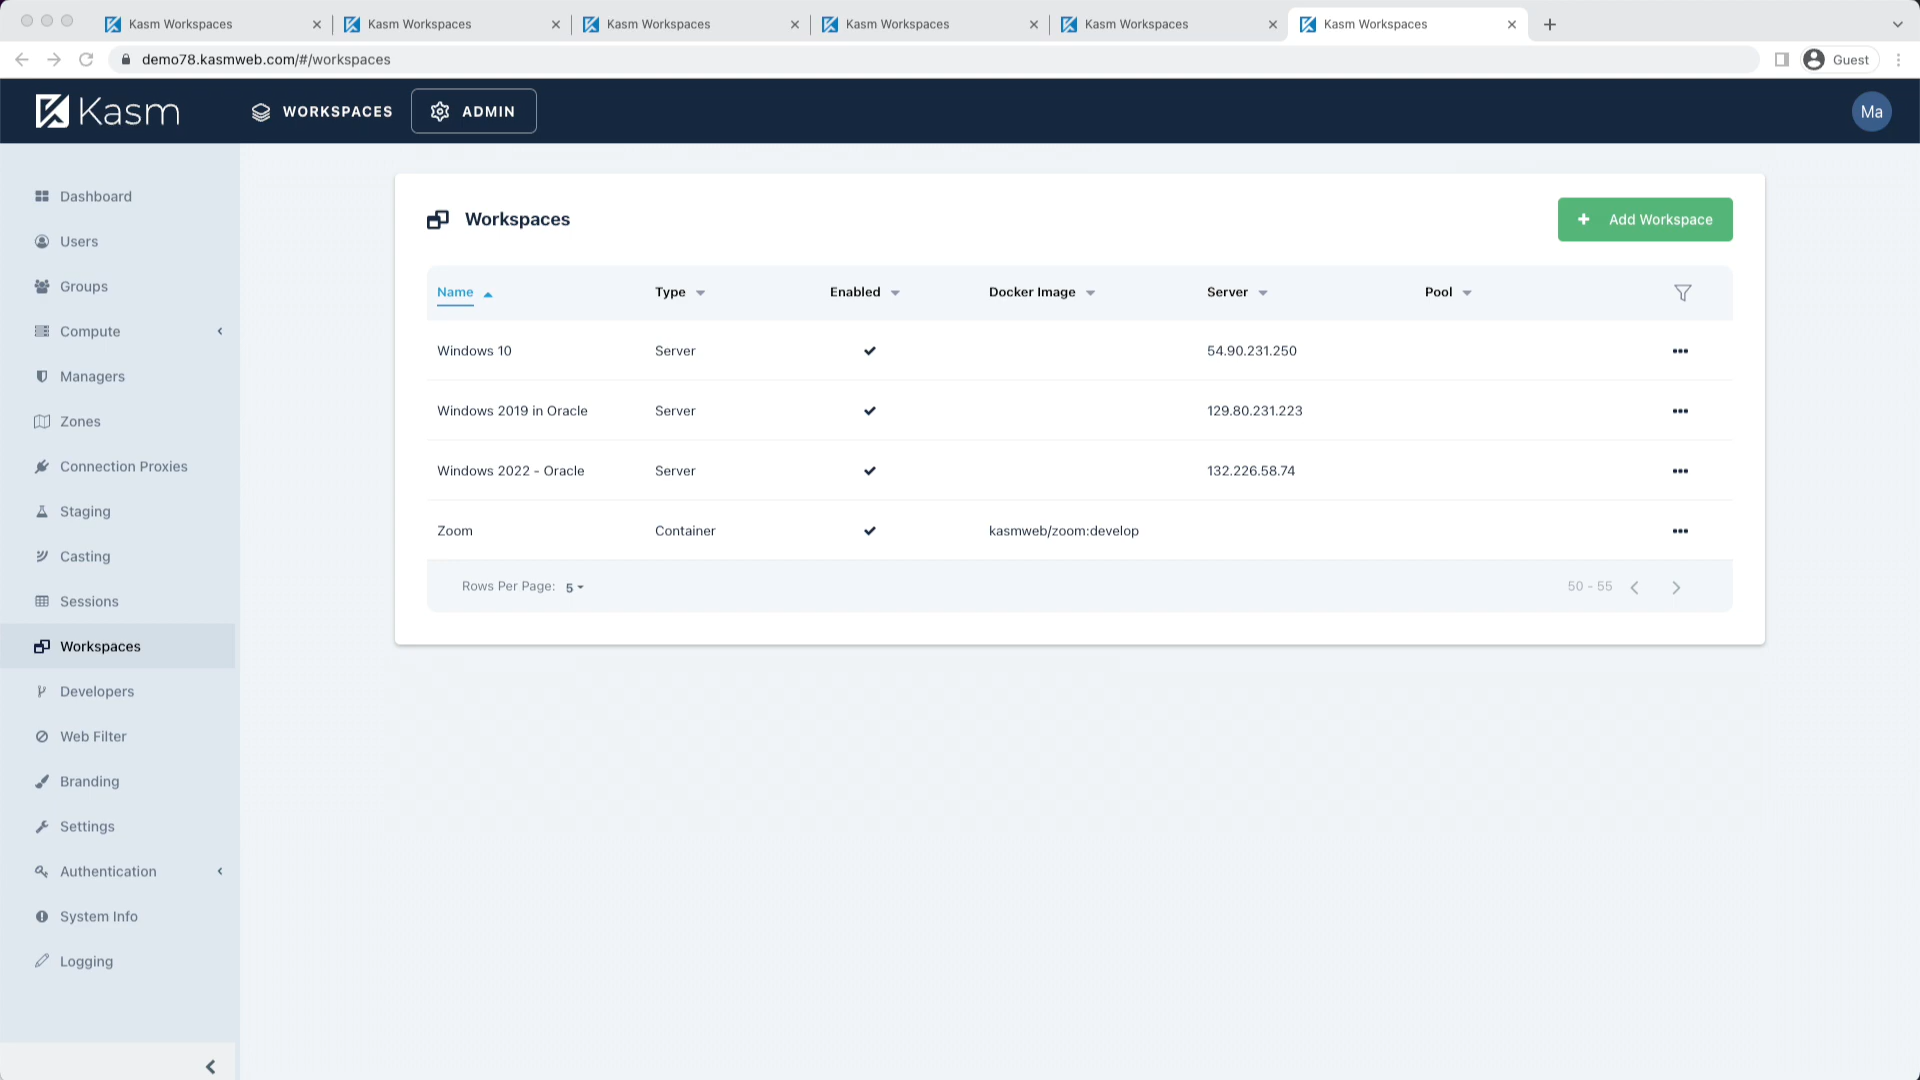 Kasm Workspaces Kasm Workspaces Kasm Workspaces Kasm Workspaces Kasm Workspaces Kasm Workspaces
demo78.kasmweb.com/#/workspaces Guest
Kasm WORKSPACES ADMIN Ma
Dashboard
Users
Groups
Compute
Managers
Zones
Connection Proxies
Staging
Casting
Sessions
Workspaces
Developers
Web Filter
Branding
Settings
Authentication
System Info
Logging
Workspaces Add Workspace
Name Type Enabled Docker Image Server Pool
Windows 10 Server 54.90.231.250
Windows 2019 in Oracle Server 129.80.231.223
Windows 2022 - Oracle Server 132.226.58.74
Zoom Container kasmweb/zoom:develop
Rows Per Page: 5 50 - 55